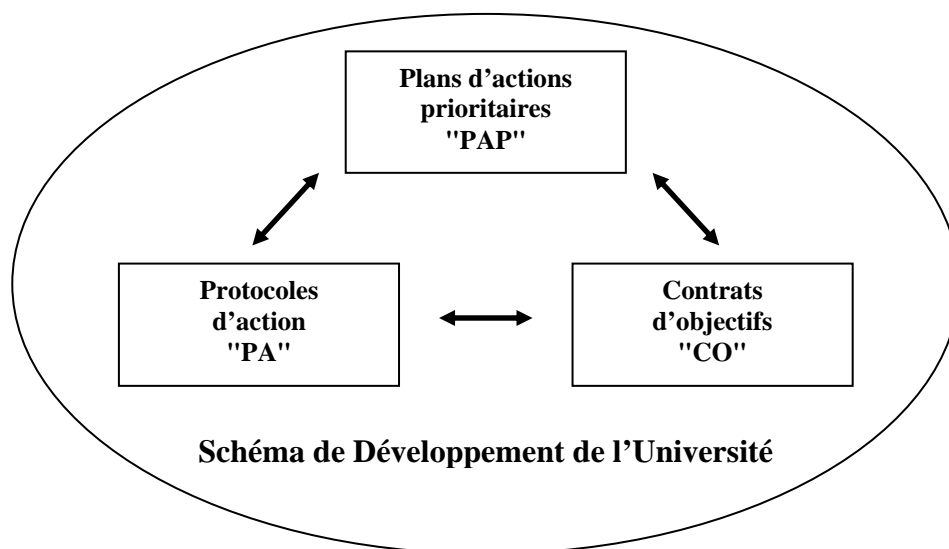 Plans d’actions
prioritaires
"PAP"
Protocoles
d’action
"PA"
Contrats
d’objectifs
"CO"
Schéma de Développement de l’Université